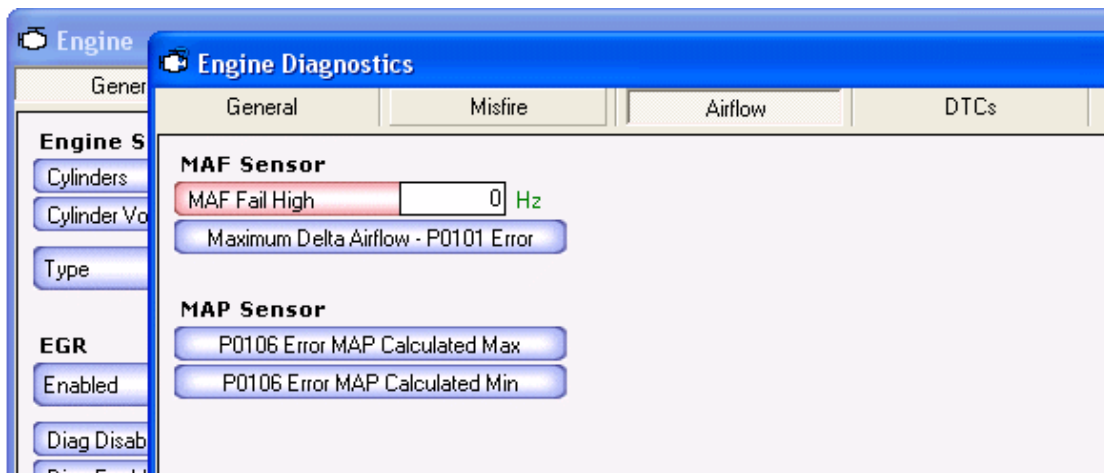 Engine
Engine Diagnostics
General Misfire Airflow DTCs
MAF Sensor
MAF Fail High 0 Hz
Maximum Delta Airflow - P0101 Error
MAP Sensor
P0106 Error MAP Calculated Max
P0106 Error MAP Calculated Min
Gener
Engine S
Cylinders
Cylinder Vo
Type
EGR
Enabled
Diag Disab